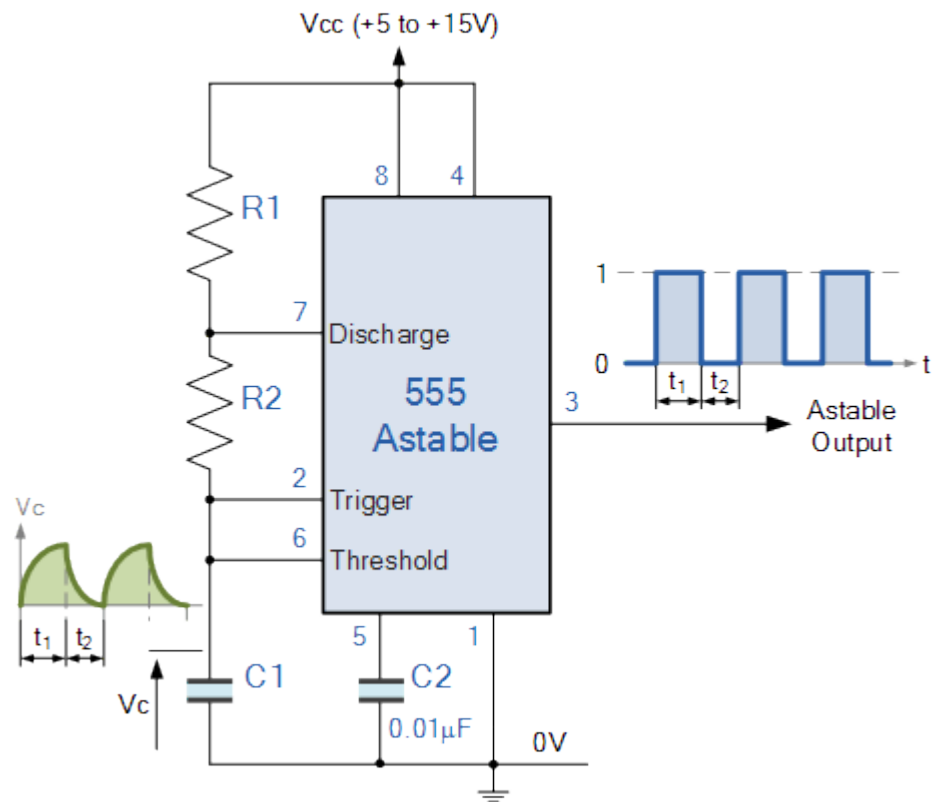 Vcc (+5 to +15V)
8
4
R1
7
Discharge
1
0
t
t1
t2
R2
555
Astable
3
Astable
Output
2
Trigger
Vc
6
Threshold
t1
t2
5
1
Vc
C1
C2
0.01µF
0V